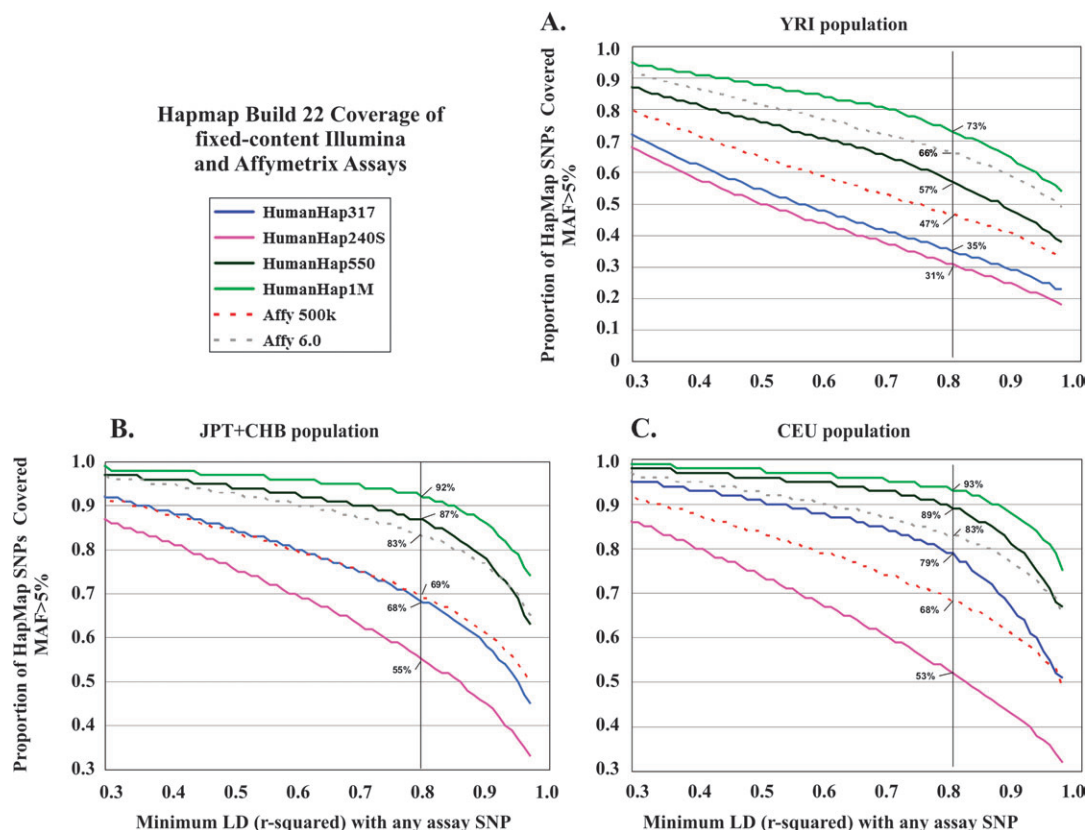 A.
YRI population
Hapmap Build 22 Coverage of
fixed-content Illumina
and Affymetrix Assays
HumanHap317
HumanHap240S
HumanHap550
HumanHap1M
Affy 500k
Affy 6.0
Proportion of HapMap SNPs Covered
MAF>5%
1.0
0.9
0.8
0.7
0.6
0.5
0.4
0.3
0.2
0.1
0
73%
66%
57%
47%
35%
31%
0.3 0.4 0.5 0.6 0.7 0.8 0.9 1.0
B.
JPT+CHB population
Proportion of HapMap SNPs Covered
MAF>5%
1.0
0.9
0.8
0.7
0.6
0.5
0.4
0.3
92%
87%
83%
69%
68%
55%
0.3 0.4 0.5 0.6 0.7 0.8 0.9 1.0
Minimum LD (r-squared) with any assay SNP
C.
CEU population
1.0
0.9
0.8
0.7
0.6
0.5
0.4
0.3
93%
89%
83%
79%
68%
53%
0.3 0.4 0.5 0.6 0.7 0.8 0.9 1.0
Minimum LD (r-squared) with any assay SNP